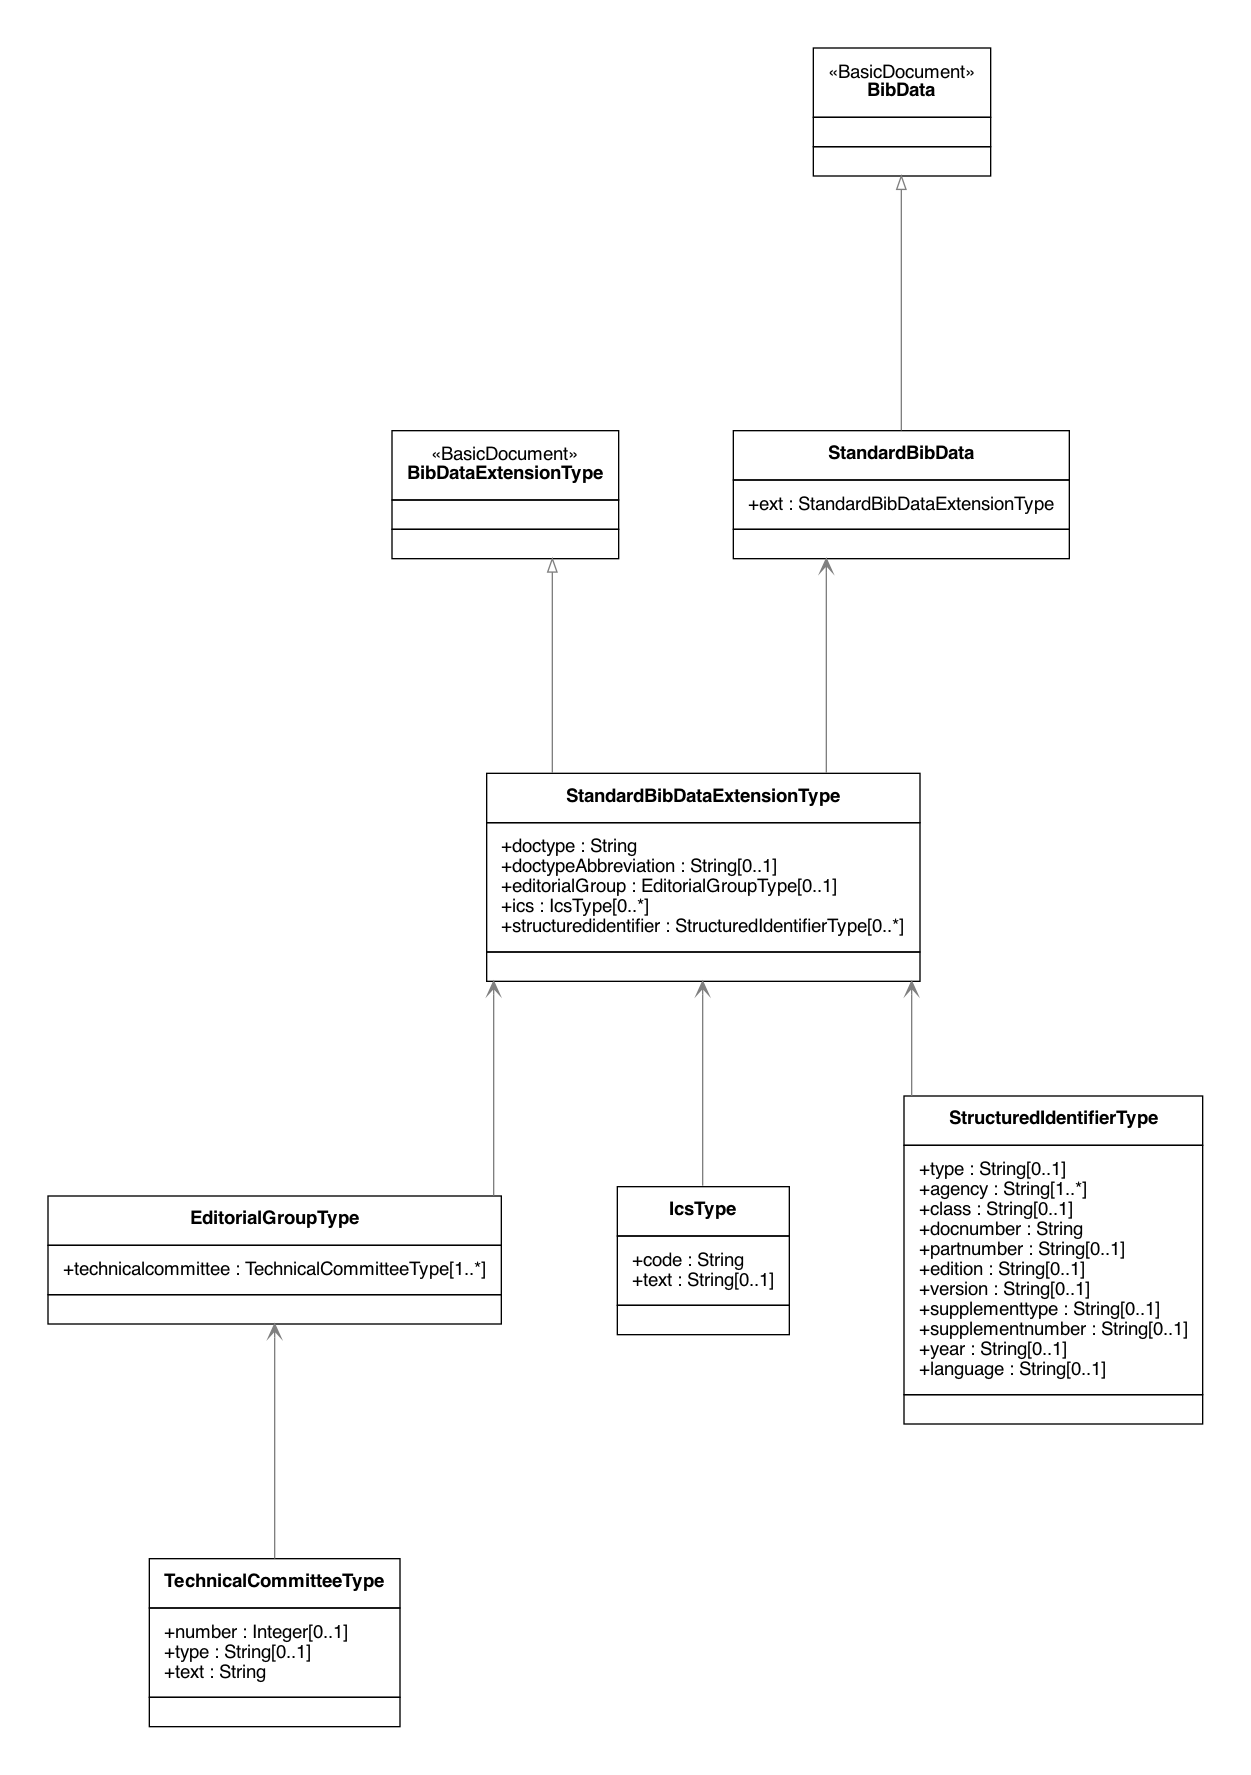 «BasicDocument»
BibData
«BasicDocument»
BibDataExtensionType
StandardBibData
+ext : StandardBibDataExtensionType
StandardBibDataExtensionType
+doctype : String
+doctypeAbbreviation : String[0..1]
+editorialGroup : EditorialGroupType[0..1]
+ics : IcsType[0..*]
+structuredidentifier : StructuredIdentifierType[0..*]
EditorialGroupType
+technicalcommittee : TechnicalCommitteeType[1..*]
IcsType
+code : String
+text : String[0..1]
StructuredIdentifierType
+type : String[0..1]
+agency : String[1..*]
+class : String[0..1]
+docnumber : String
+partnumber : String[0..1]
+edition : String[0..1]
+version : String[0..1]
+supplementtype : String[0..1]
+supplementnumber : String[0..1]
+year : String[0..1]
+language : String[0..1]
TechnicalCommitteeType
+number : Integer[0..1]
+type : String[0..1]
+text : String